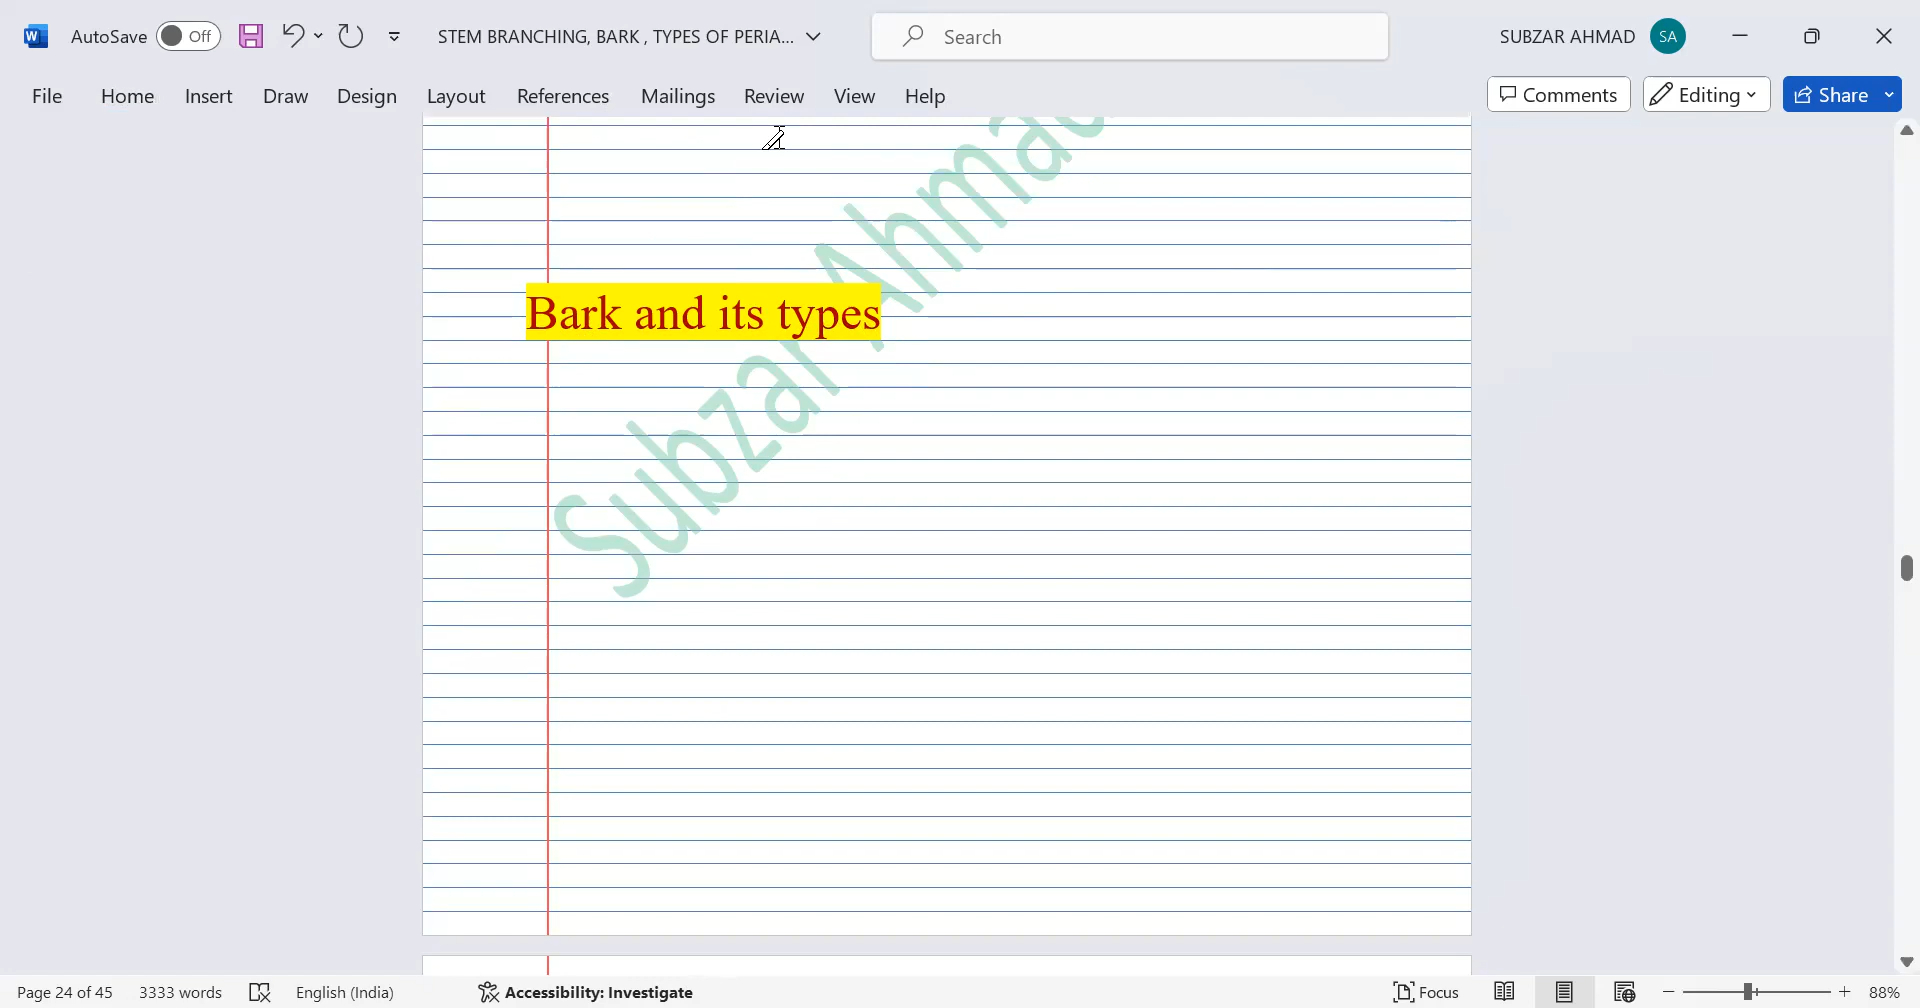 AutoSave Off STEM BRANCHING, BARK , TYPES OF PERIA... Search SUBZAR AHMAD SA
File Home Insert Draw Design Layout References Mailings Review View Help Comments Editing Share
Bark and its types
Subzar Ahmad
Page 24 of 45 3333 words English (India) Accessibility: Investigate Focus 88%